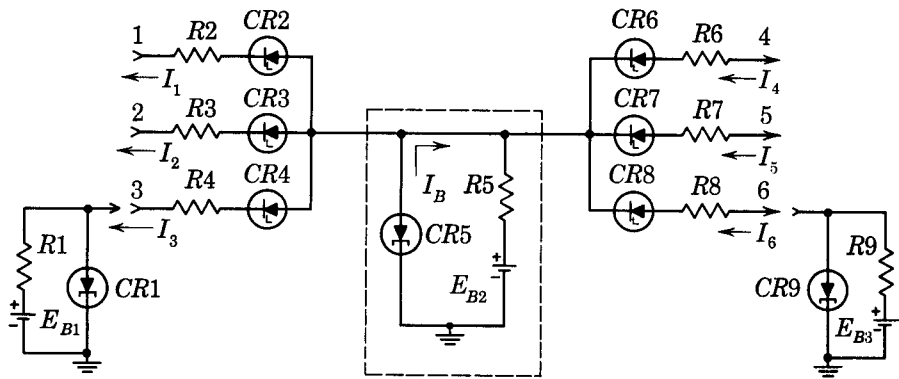 1 R2 CR2
I1
2 R3 CR3
I2
3 R4 CR4
I3
R1
CR1
+
-
EB1
IB
R5
CR5
+
-
EB2
CR6 R6 4
I4
CR7 R7 5
I5
CR8 R8 6
I6
R9
CR9
+
-
EB3